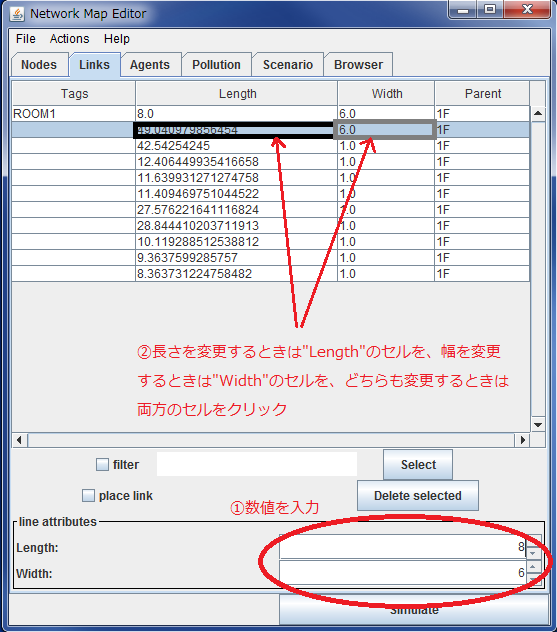 Network Map Editor
File Actions Help
Nodes Links Agents Pollution Scenario Browser
Tags Length Width Parent
ROOM1 8.0 6.0 1F
49.040979856454 6.0 1F
42.54254245 1.0 1F
12.406449935416658 1.0 1F
11.639931271274758 1.0 1F
11.409469751044522 1.0 1F
27.576221641116824 1.0 1F
28.844410203711913 1.0 1F
10.119288512538812 1.0 1F
9.3637599285757 1.0 1F
8.363731224758482 1.0 1F
②長さを変更するときは"Length"のセルを、幅を変更
するときは"Width"のセルを、どちらも変更するときは
両方のセルをクリック
filter Select
place link Delete selected
①数値を入力
line attributes
Length: 8
Width: 6
Simulate